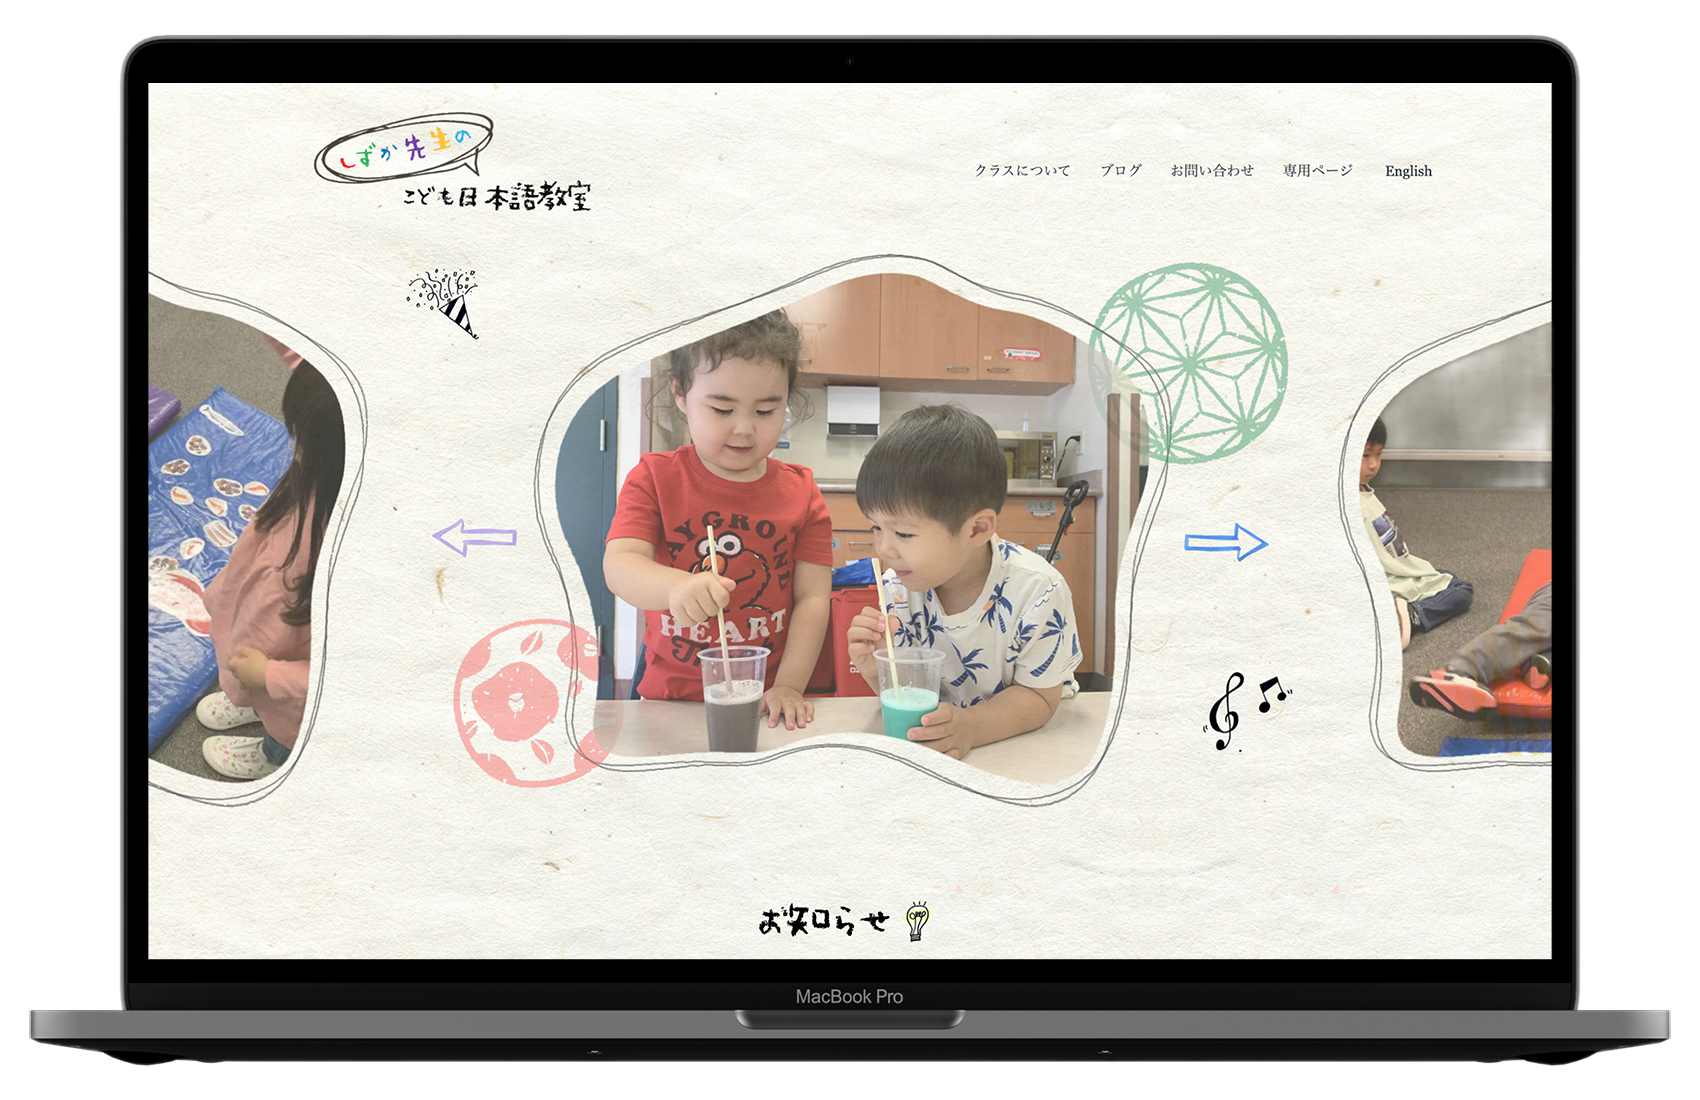 しずか先生の
こども日本語教室
クラスについて
ブログ
お問い合わせ
専用ページ
English
HEART
お知らせ
MacBook Pro